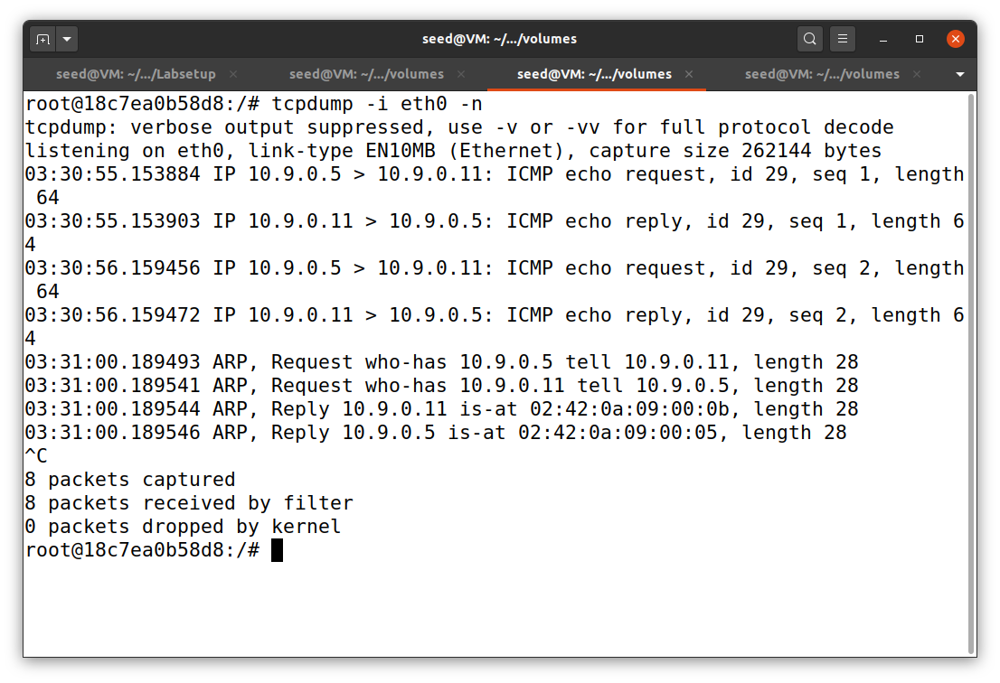 seed@VM: ~/.../volumes
seed@VM: ~/.../Labsetup
seed@VM: ~/.../volumes
seed@VM: ~/.../volumes
seed@VM: ~/.../volumes
root@18c7ea0b58d8:/# tcpdump -i eth0 -n
tcpdump: verbose output suppressed, use -v or -vv for full protocol decode
listening on eth0, link-type EN10MB (Ethernet), capture size 262144 bytes
03:30:55.153884 IP 10.9.0.5 > 10.9.0.11: ICMP echo request, id 29, seq 1, length
 64
03:30:55.153903 IP 10.9.0.11 > 10.9.0.5: ICMP echo reply, id 29, seq 1, length 6
4
03:30:56.159456 IP 10.9.0.5 > 10.9.0.11: ICMP echo request, id 29, seq 2, length
 64
03:30:56.159472 IP 10.9.0.11 > 10.9.0.5: ICMP echo reply, id 29, seq 2, length 6
4
03:31:00.189493 ARP, Request who-has 10.9.0.5 tell 10.9.0.11, length 28
03:31:00.189541 ARP, Request who-has 10.9.0.11 tell 10.9.0.5, length 28
03:31:00.189544 ARP, Reply 10.9.0.11 is-at 02:42:0a:09:00:0b, length 28
03:31:00.189546 ARP, Reply 10.9.0.5 is-at 02:42:0a:09:00:05, length 28
^C
8 packets captured
8 packets received by filter
0 packets dropped by kernel
root@18c7ea0b58d8:/#